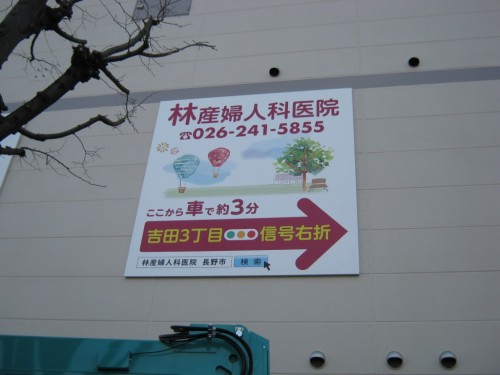 林産婦人科医院
☎026-241-5855
ここから車で約3分
吉田3丁目 信号右折
林産婦人科医院 長野市 検索